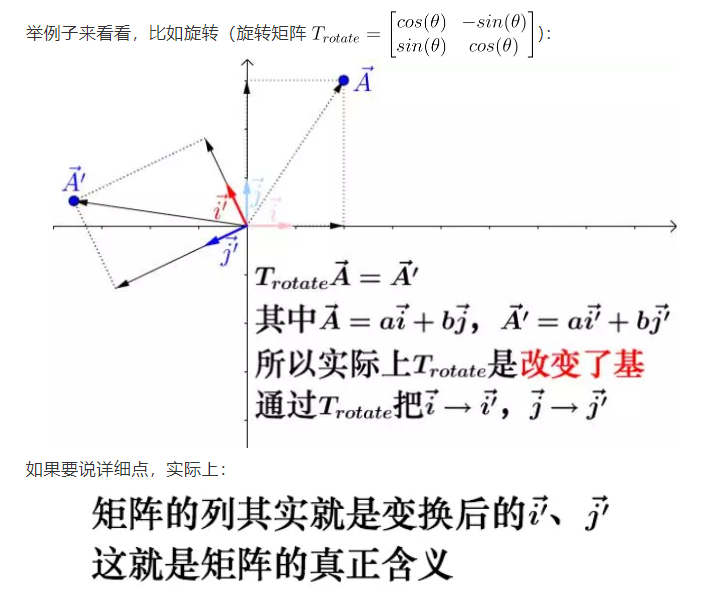 举例子来看看，比如旋转（旋转矩阵 $T_{rotate} = \begin{bmatrix} cos(\theta) & -sin(\theta) \\ sin(\theta) & cos(\theta) \end{bmatrix}$）：
$\vec{A}$
$\vec{A}'$
$\vec{i}'$
$\vec{j}$
$\vec{i}$
$\vec{j}'$
$T_{rotate}\vec{A} = \vec{A}'$
其中$\vec{A} = a\vec{i} + b\vec{j}$，$\vec{A}' = a\vec{i}' + b\vec{j}'$
所以实际上$T_{rotate}$是改变了基
通过$T_{rotate}$把$\vec{i} \to \vec{i}'$，$\vec{j} \to \vec{j}'$
如果要说详细点，实际上：
矩阵的列其实就是变换后的$\vec{i}'$、$\vec{j}'$
这就是矩阵的真正含义